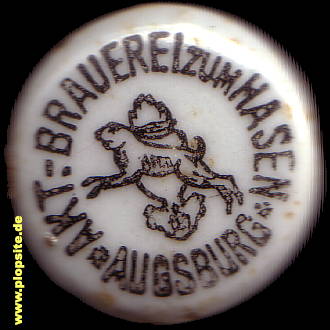 AKT:-BRAUEREI ZUM HASEN
*AUGSBURG*
www.plopsite.de